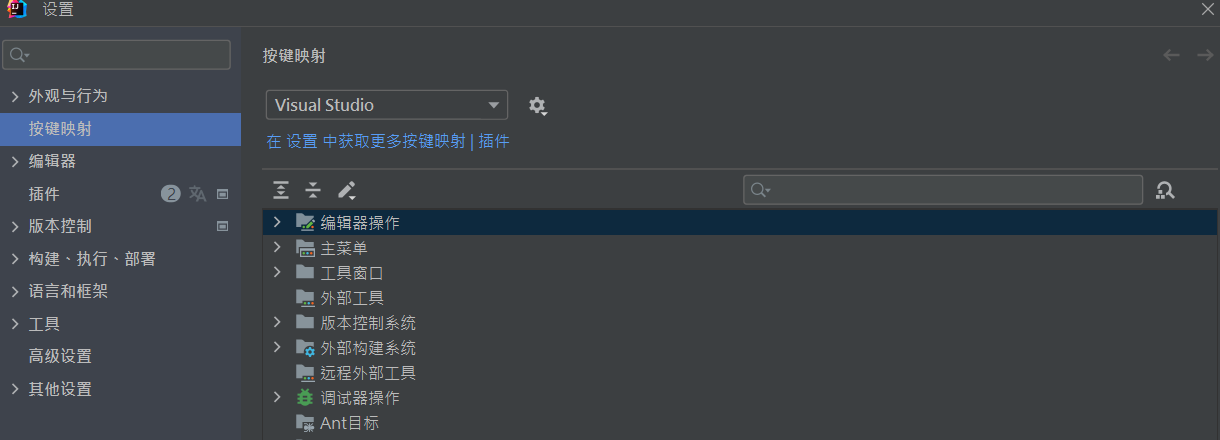 设置
按键映射
Visual Studio
在 设置 中获取更多按键映射 | 插件
外观与行为
按键映射
编辑器
插件 2
版本控制
构建、执行、部署
语言和框架
工具
高级设置
其他设置
编辑器操作
主菜单
工具窗口
外部工具
版本控制系统
外部构建系统
远程外部工具
调试器操作
Ant目标